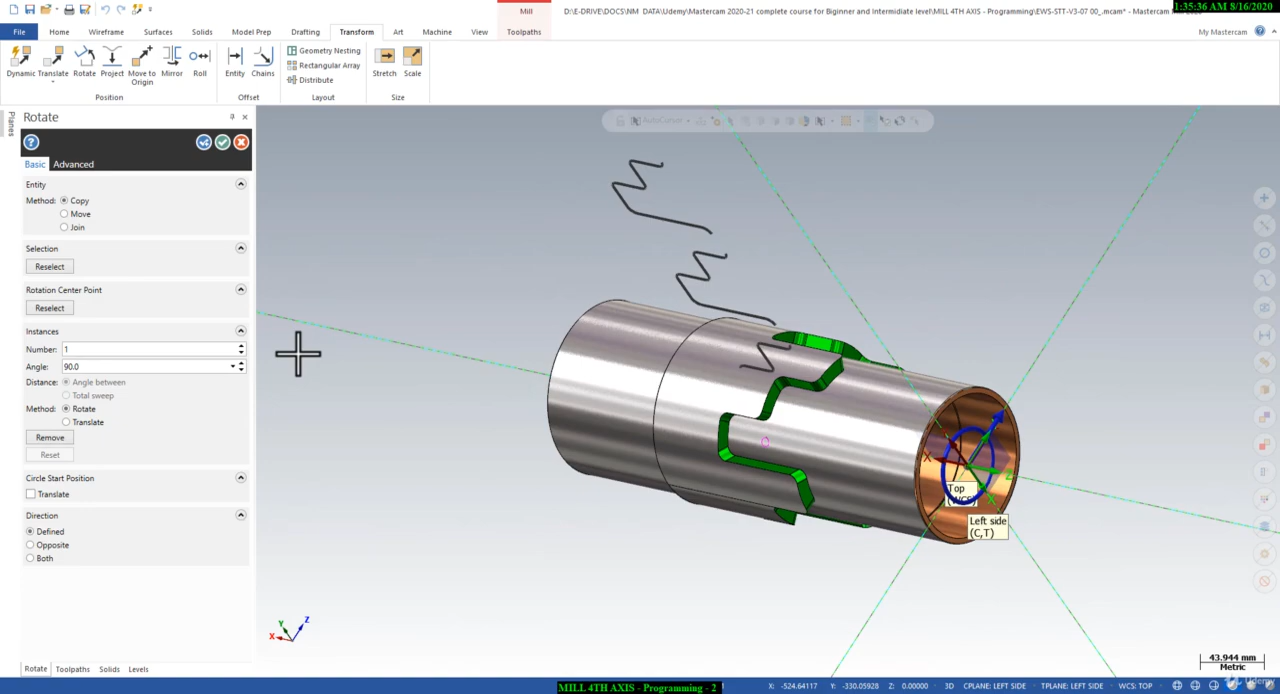 Mill
D:\E-DRIVE\DOCS\NM DATA\Udemy\Mastercam 2020-21 complete course for Biginner and Intermidiate level\MILL 4TH AXIS - Programming\EWS-STT-V3-07 00_.mcam* - Mastercam
1:35:36 AM 8/16/2020
File
Home
Wireframe
Surfaces
Solids
Model Prep
Drafting
Transform
Art
Machine
View
Toolpaths
My Mastercam
Dynamic
Translate
Rotate
Project
Move to
Origin
Mirror
Roll
Entity
Chains
Geometry Nesting
Rectangular Array
Distribute
Stretch
Scale
Position
Offset
Layout
Size
Planes
Rotate
Basic
Advanced
AutoCursor
Entity
Method: Copy
Move
Join
Selection
Reselect
Rotation Center Point
Reselect
Instances
Number: 1
Angle: 90.0
Distance: Angle between
Total sweep
Method: Rotate
Translate
Remove
Reset
Circle Start Position
Translate
Direction
Defined
Opposite
Both
Top
(WCS)
Left side
(C,T)
X
Y
Z
43.944 mm
Metric
Rotate
Toolpaths
Solids
Levels
MILL 4TH AXIS - Programming - 2
X: -524.64117
Y: -330.05928
Z: 0.00000
3D
CPLANE: LEFT SIDE
TPLANE: LEFT SIDE
WCS: TOP
Udemy